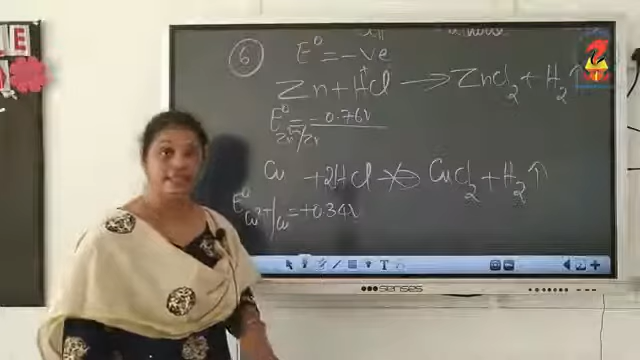 6 E° = -ve
Zn + HCl → ZnCl2 + H2↑
E° Zn2+/Zn = -0.76V
Cu + 2HCl ↛ CuCl2 + H2↑
E° Cu2+/Cu = +0.34V
senses